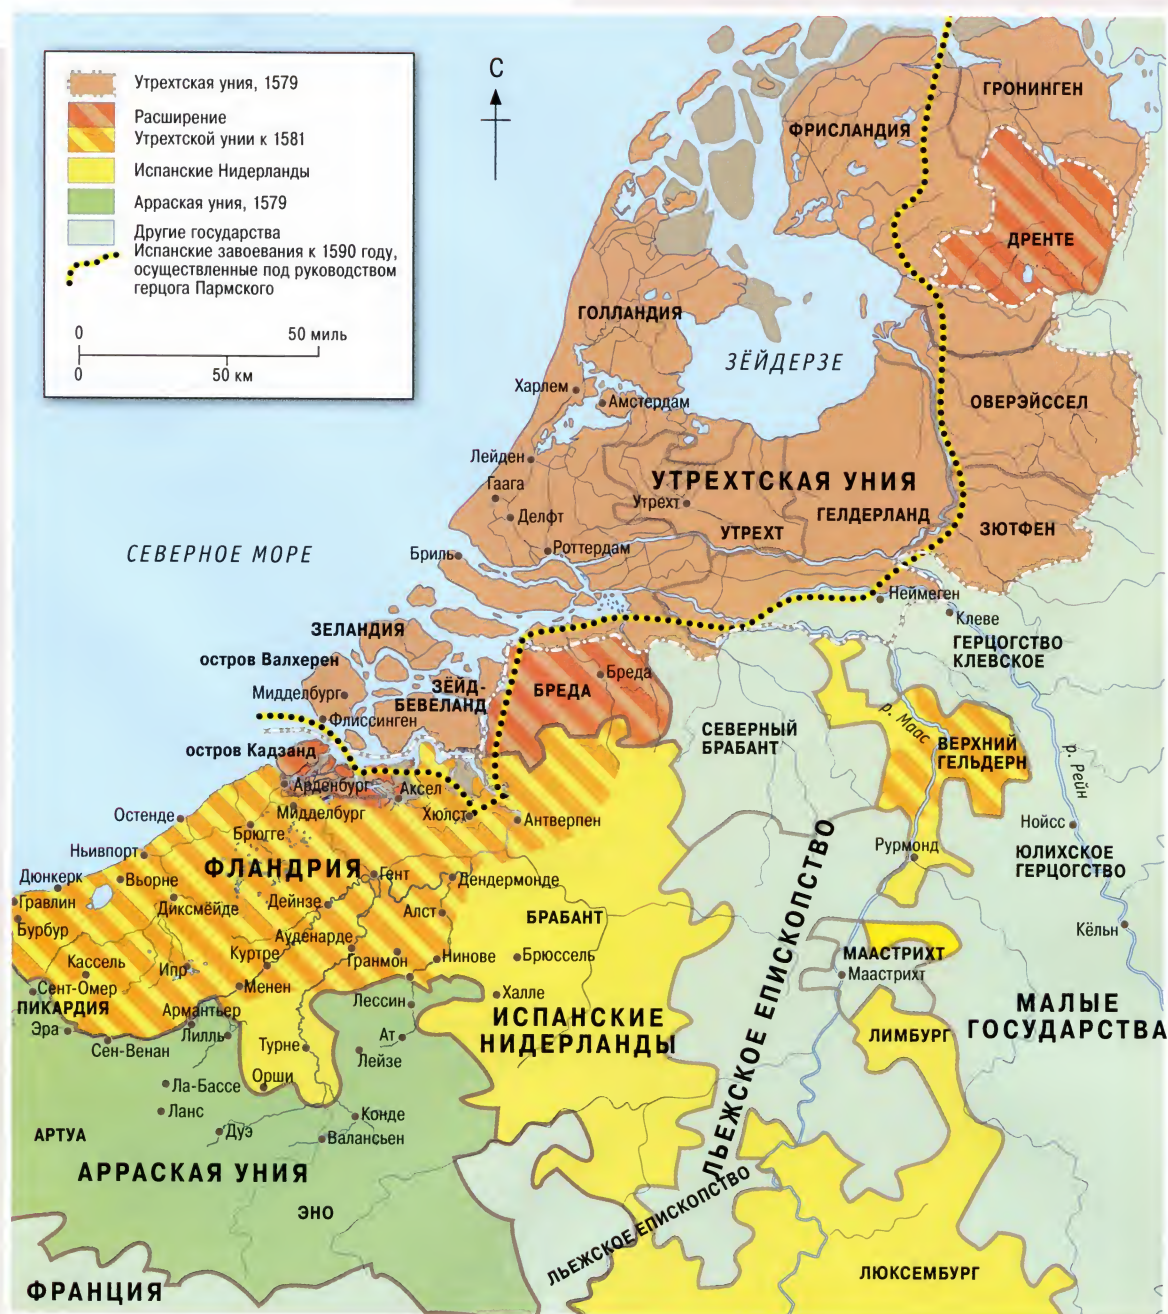 Утрехтская уния, 1579
Расширение
Утрехтской унии к 1581
Испанские Нидерланды
Арраская уния, 1579
Другие государства
Испанские завоевания к 1590 году,
осуществленные под руководством
герцога Пармского
0
50 миль
0
50 км
С
ГРОНИНГЕН
ФРИСЛАНДИЯ
ДРЕНТЕ
ГОЛЛАНДИЯ
ЗЁЙДЕРЗЕ
Харлем
Амстердам
ОВЕРЭЙССЕЛ
Лейден
Гаага
УТРЕХТСКАЯ УНИЯ
Утрехт
Делфт
ГЕЛДЕРЛАНД
УТРЕХТ
ЗЮТФЕН
СЕВЕРНОЕ МОРЕ
Бриль
Роттердам
Неймеген
Клеве
ЗЕЛАНДИЯ
ГЕРЦОГСТВО
КЛЕВСКОЕ
остров Валхерен
Мидделбург
ЗЁЙД-
БЕВЕЛАНД
БРЕДА
Бреда
Флиссинген
СЕВЕРНЫЙ
БРАБАНТ
р. Маас
ВЕРХНИЙ
ГЕЛЬДЕРН
р. Рейн
остров Кадзанд
Арденбург
Аксел
Мидделбург
Хюлст
Антверпен
Остенде
Брюгге
Нойсс
Ньивпорт
Рурмонд
ЮЛИХСКОЕ
ГЕРЦОГСТВО
ФЛАНДРИЯ
Дюнкерк
Вьорне
Гент
Дендермонде
Гравлин
Диксмёйде
Дейнзе
Алст
БРАБАНТ
Бурбур
Ауденарде
Кёльн
Кассель
Ипр
Куртре
Гранмон
Нинове
Брюссель
МААСТРИХТ
Маастрихт
Сент-Омер
Менен
Халле
ПИКАРДИЯ
Армантьер
Лессин
ИСПАНСКИЕ
НИДЕРЛАНДЫ
МАЛЫЕ
ГОСУДАРСТВА
Эра
Лилль
Ат
ЛИМБУРГ
Сен-Венан
Турне
Лейзе
Орши
Ла-Бассе
Ланс
Конде
Дуэ
Валансьен
АРТУА
ЛЬЕЖСКОЕ ЕПИСКОПСТВО
АРРАСКАЯ УНИЯ
ЭНО
ЛЬЕЖСКОЕ ЕПИСКОПСТВО
ЛЮКСЕМБУРГ
ФРАНЦИЯ